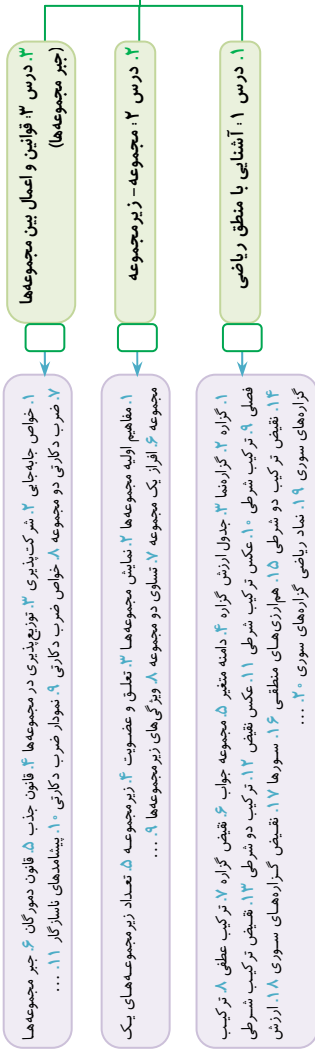 ۱. درس ۱: آشنایی با منطق ریاضی
۱. گزاره ۲. گزاره‌نما ۳. جدول ارزش گزاره ۴. دامنه متغیر ۵. مجموعه جواب ۶. نقیض گزاره ۷. ترکیب عطفی ۸. ترکیب
فصلی ۹. ترکیب شرطی ۱۰. عکس ترکیب شرطی ۱۱. عکس نقیض ۱۲. ترکیب دو شرطی ۱۳. نقیض ترکیب شرطی
۱۴. نقیض ترکیب دو شرطی ۱۵. هم‌ارزی‌های منطقی ۱۶. سورها ۱۷. نقیض گزاره‌های سوری ۱۸. ارزش
گزاره‌های سوری ۱۹. نماد ریاضی گزاره‌های سوری ۲۰. ...
۲. درس ۲: مجموعه - زیرمجموعه
۱. مفاهیم اولیه مجموعه‌ها ۲. نمایش مجموعه‌ها ۳. تعلق و عضویت ۴. زیرمجموعه ۵. تعداد زیرمجموعه‌های یک
مجموعه ۶. افراز یک مجموعه ۷. تساوی دو مجموعه ۸. ویژگی‌های زیرمجموعه‌ها ۹. ...
۳. درس ۳: قوانین و اعمال بین مجموعه‌ها
(جبر مجموعه‌ها)
۱. خواص جابه‌جایی ۲. شرکت‌پذیری ۳. توزیع‌پذیری در مجموعه‌ها ۴. قانون جذب ۵. قانون دمورگان ۶. جبر مجموعه‌ها
۷. ضرب دکارتی دو مجموعه ۸. خواص ضرب دکارتی ۹. نمودار ضرب دکارتی ۱۰. پیشامدهای ناسازگار ۱۱. ...